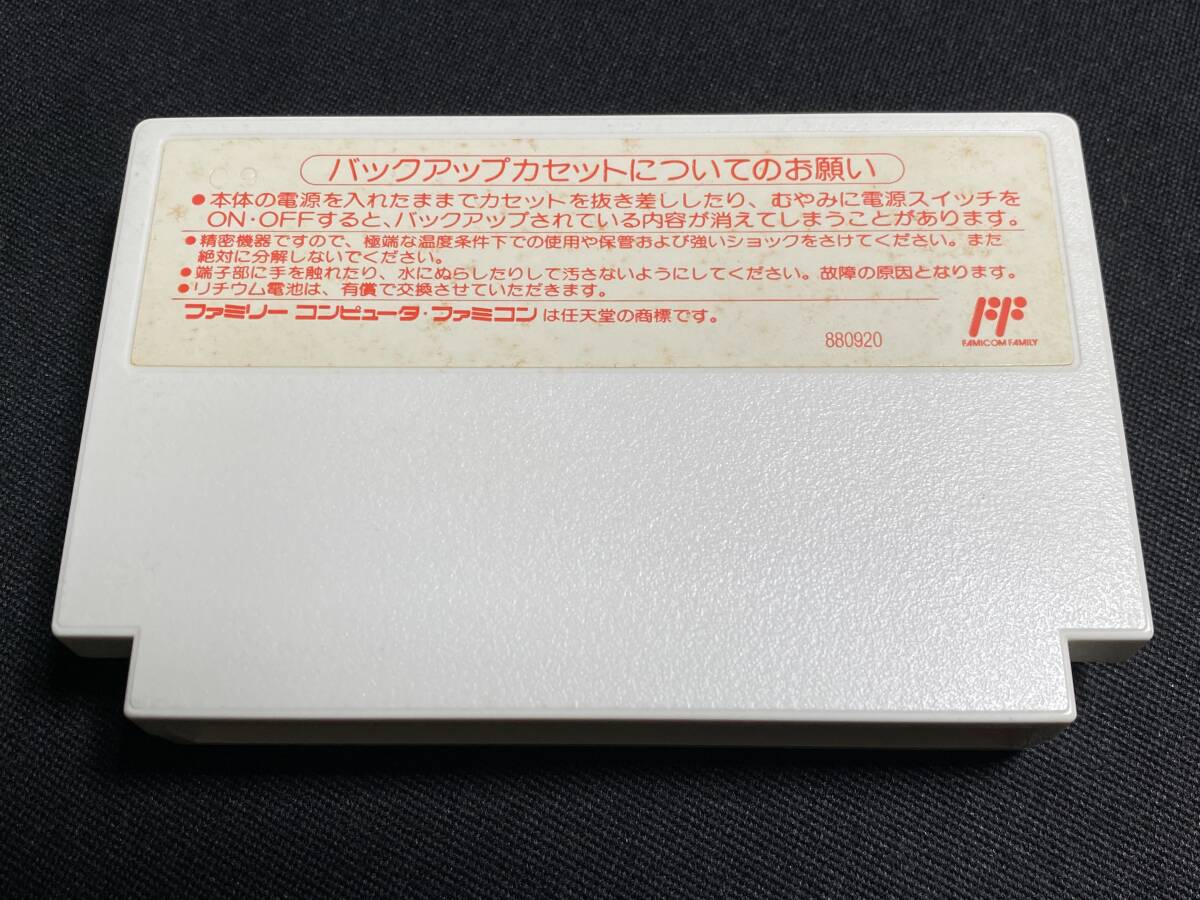 バックアップカセットについてのお願い
●本体の電源を入れたままでカセットを抜き差ししたり、むやみに電源スイッチを
ON・OFFすると、バックアップされている内容が消えてしまうことがあります。
●精密機器ですので、極端な温度条件下での使用や保管および強いショックをさけてください。また
絶対に分解しないでください。
●端子部に手を触れたり、水にぬらしたりして汚さないようにしてください。故障の原因となります。
●リチウム電池は、有償で交換させていただきます。
ファミリーコンピュータ・ファミコンは任天堂の商標です。
880920
FAMICOM FAMILY